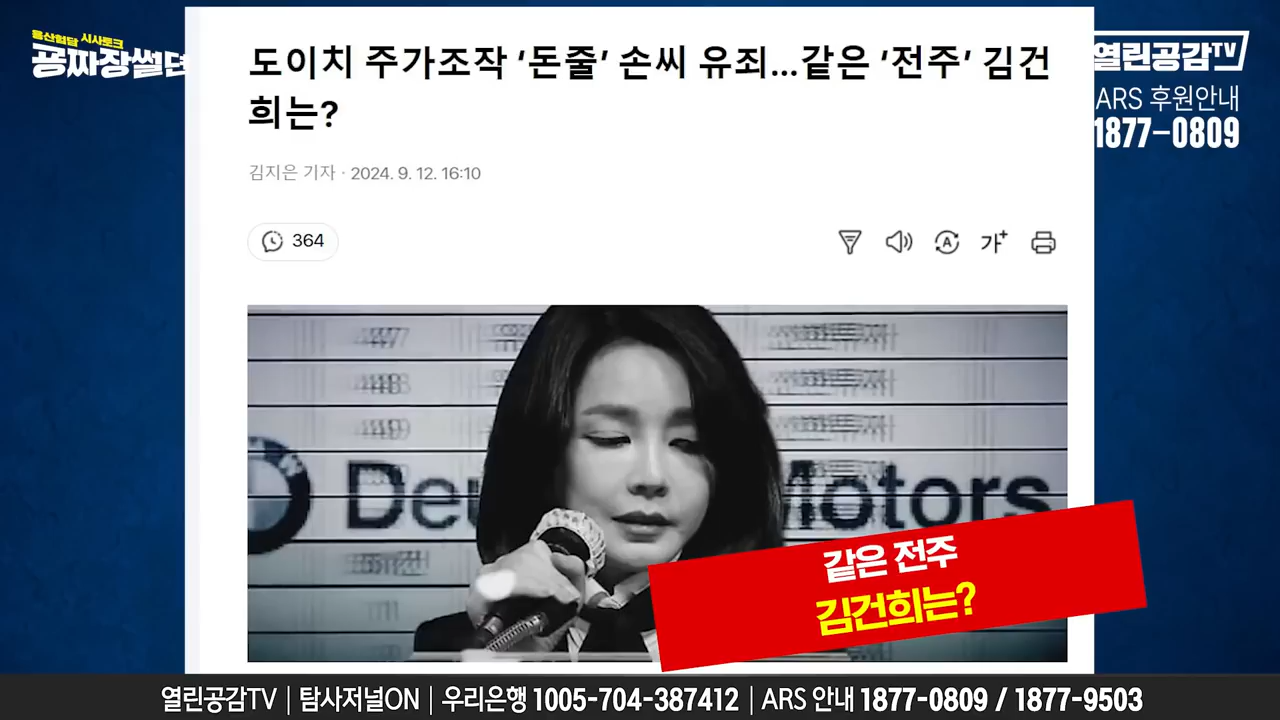 용산험담 시사토크
공짜장썰뎐
도이치 주가조작 ‘돈줄’ 손씨 유죄…같은 ‘전주’ 김건
희는?
김지은 기자 · 2024. 9. 12. 16:10
364
가+
열린공감TV
ARS 후원안내
1877-0809
Deu
Motors
같은 전주
김건희는?
열린공감TV | 탐사저널ON | 우리은행 1005-704-387412 | ARS 안내 1877-0809 / 1877-9503